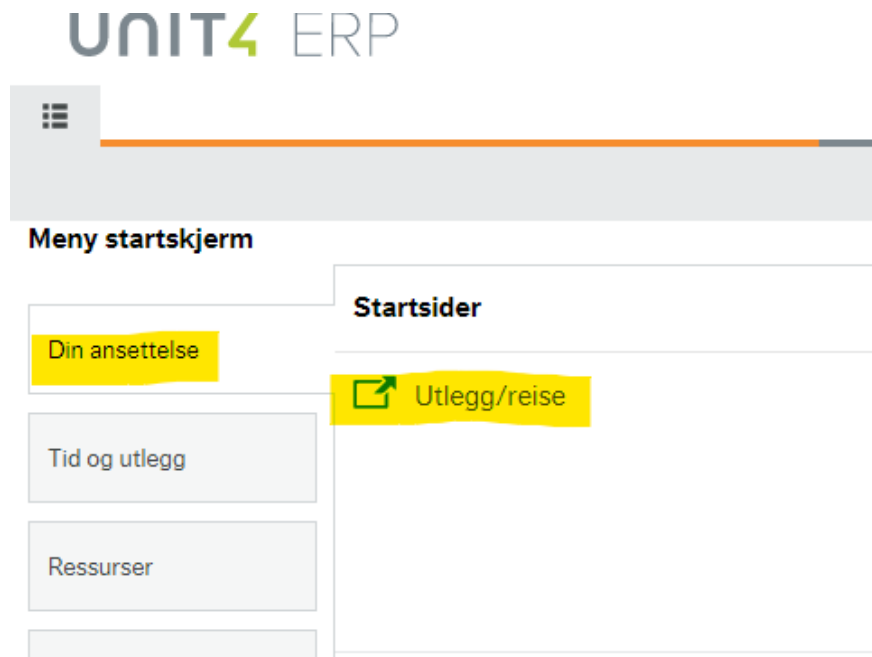 UNIT4 ERP
Meny startskjerm
Startsider
Din ansettelse
Utlegg/reise
Tid og utlegg
Ressurser